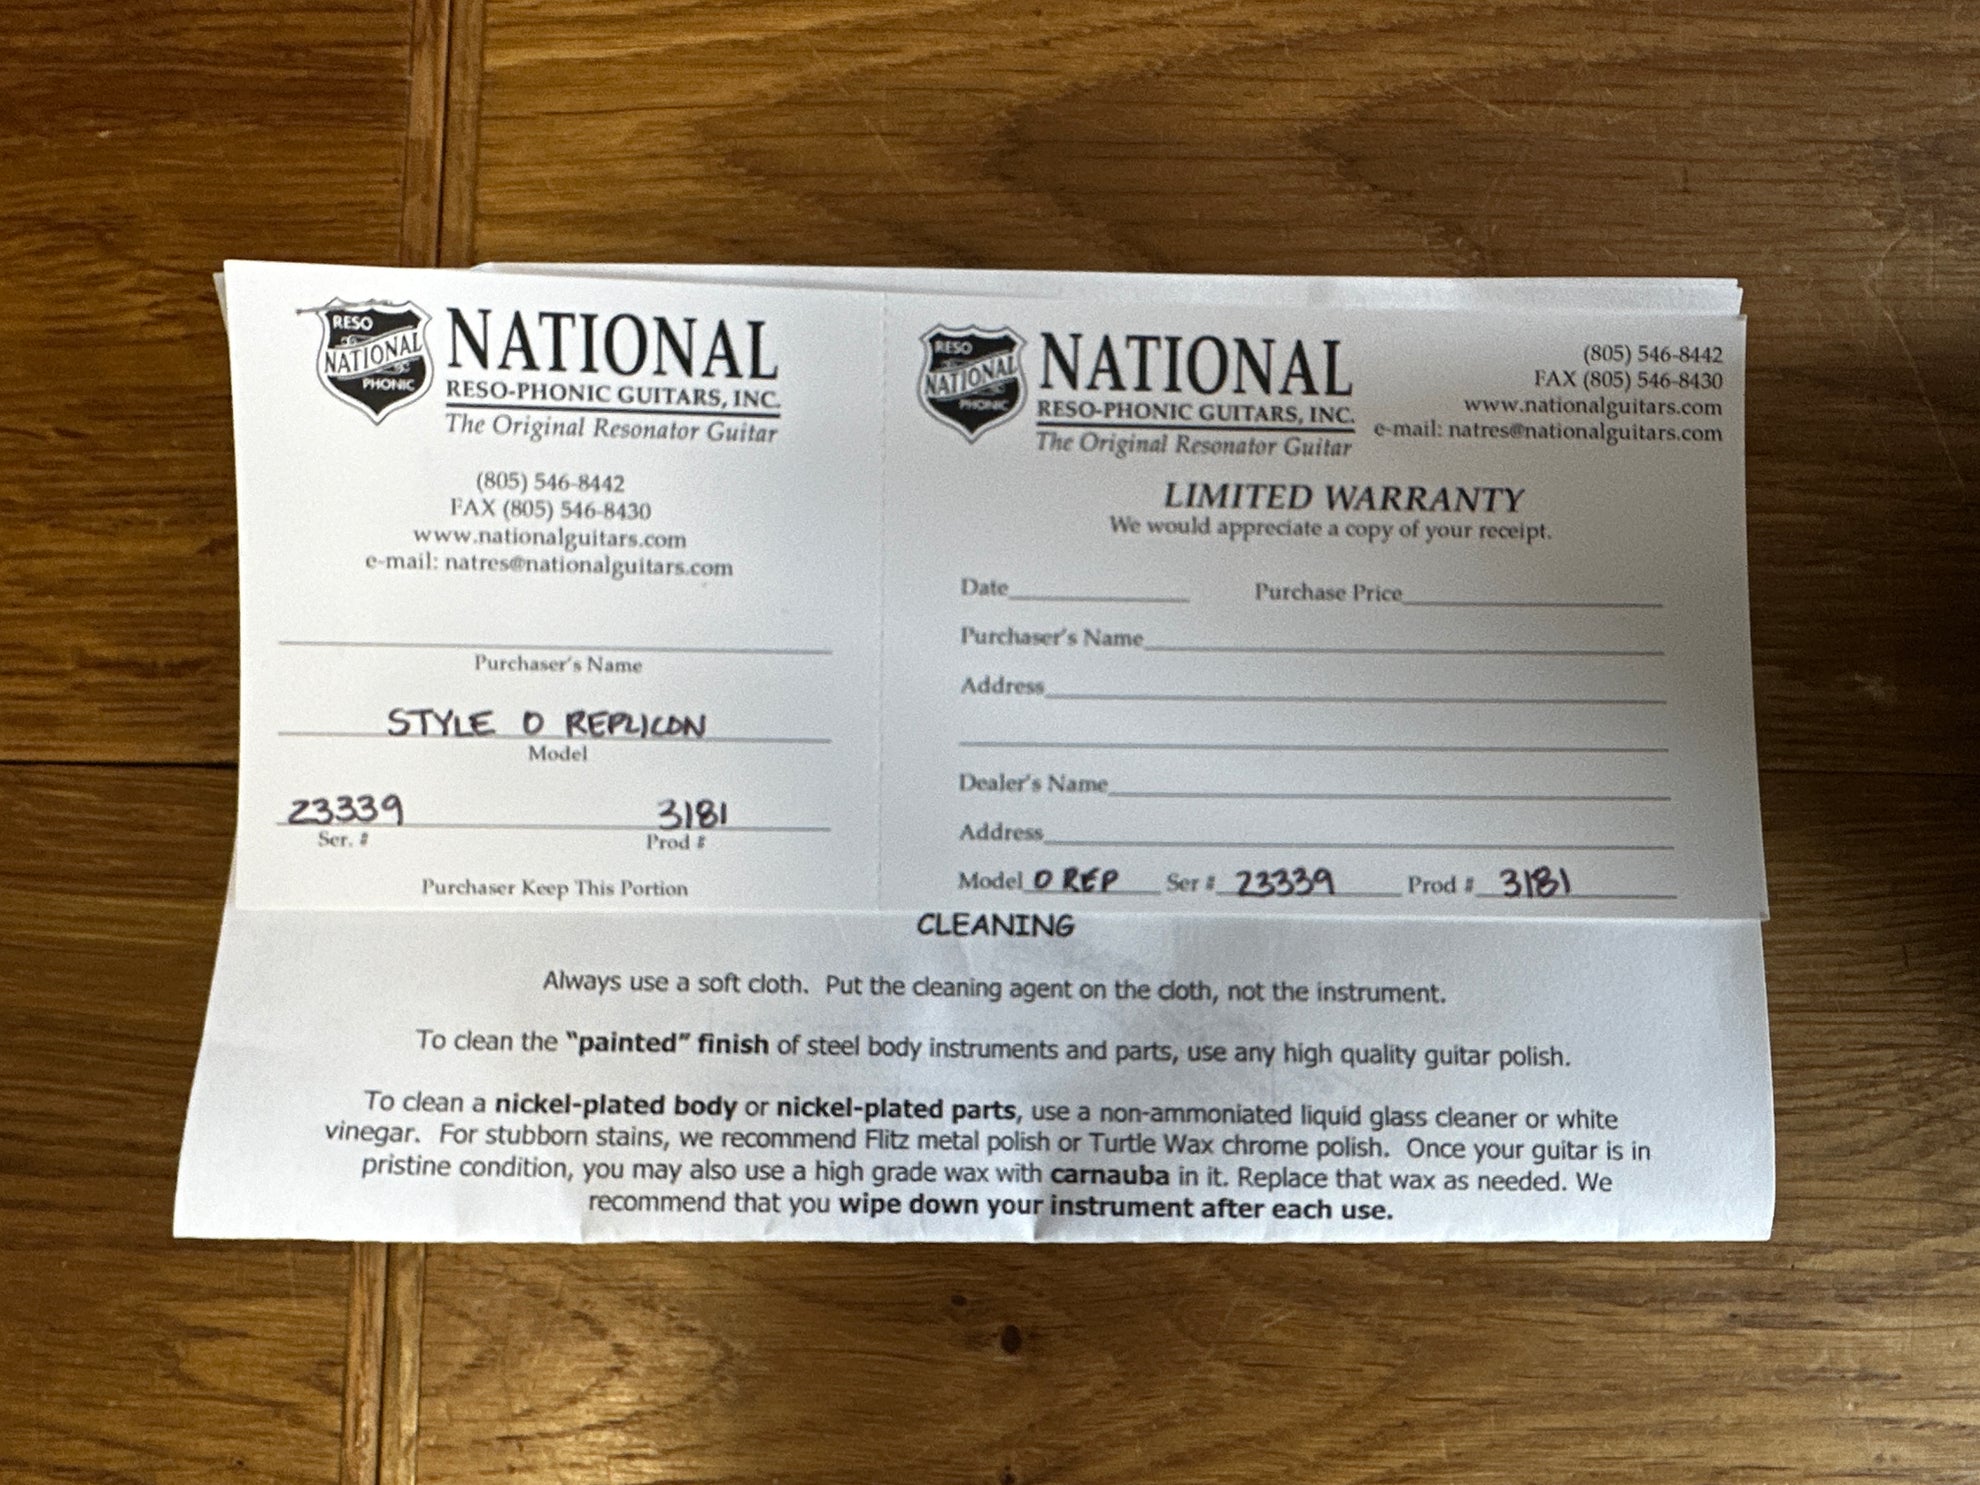 RESO
NATIONAL
PHONIC
NATIONAL
RESO-PHONIC GUITARS, INC.
The Original Resonator Guitar
(805) 546-8442
FAX (805) 546-8430
www.nationalguitars.com
e-mail: natres@nationalguitars.com
Purchaser's Name
STYLE O REPLICON
Model
23339 3181
Ser. # Prod #
Purchaser Keep This Portion
RESO
NATIONAL
PHONIC
NATIONAL
RESO-PHONIC GUITARS, INC.
The Original Resonator Guitar
(805) 546-8442
FAX (805) 546-8430
www.nationalguitars.com
e-mail: natres@nationalguitars.com
LIMITED WARRANTY
We would appreciate a copy of your receipt.
Date Purchase Price
Purchaser's Name
Address
Dealer's Name
Address
Model O REP Ser # 23339 Prod # 3181
CLEANING
Always use a soft cloth. Put the cleaning agent on the cloth, not the instrument.
To clean the "painted" finish of steel body instruments and parts, use any high quality guitar polish.
To clean a nickel-plated body or nickel-plated parts, use a non-ammoniated liquid glass cleaner or white
vinegar. For stubborn stains, we recommend Flitz metal polish or Turtle Wax chrome polish. Once your guitar is in
pristine condition, you may also use a high grade wax with carnauba in it. Replace that wax as needed. We
recommend that you wipe down your instrument after each use.